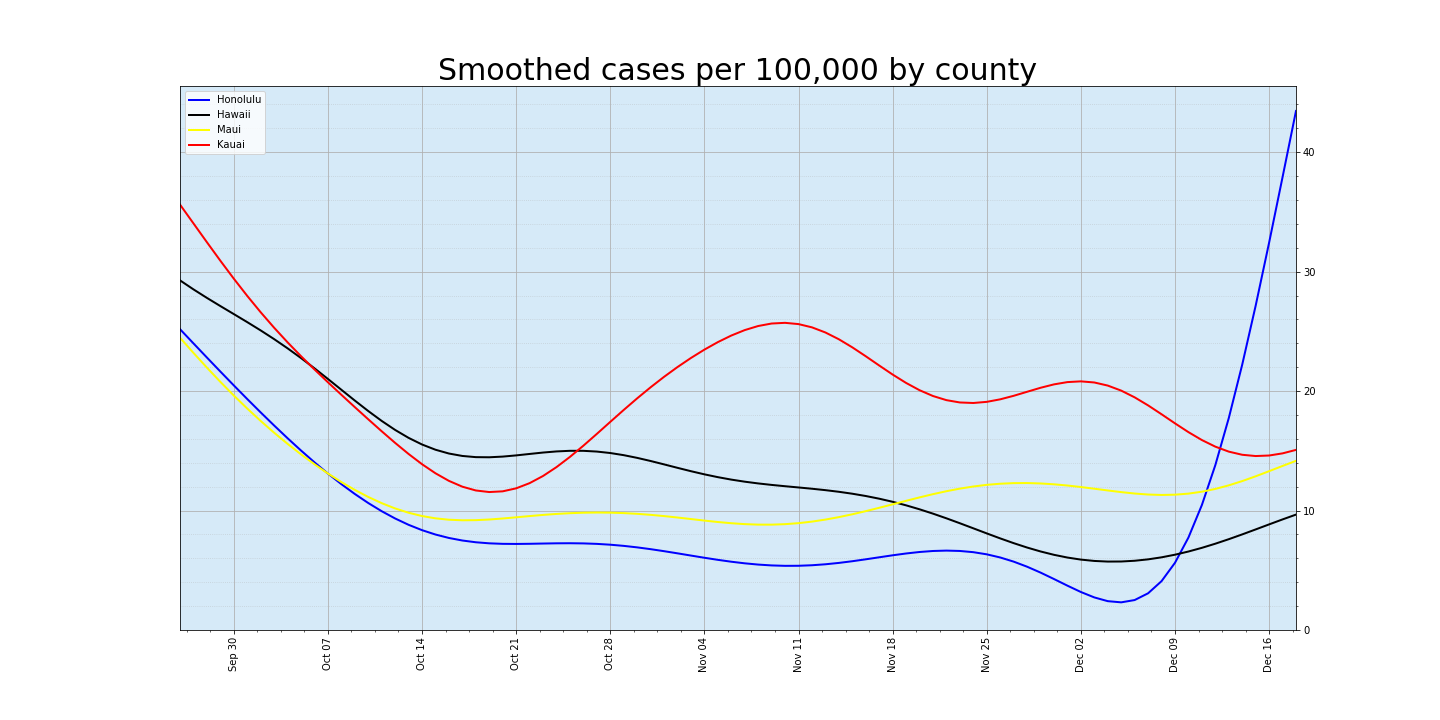 Smoothed cases per 100,000 by county
Honolulu
Hawaii
Maui
Kauai
40
30
20
10
0
Sep 30
Oct 07
Oct 14
Oct 21
Oct 28
Nov 04
Nov 11
Nov 18
Nov 25
Dec 02
Dec 09
Dec 16